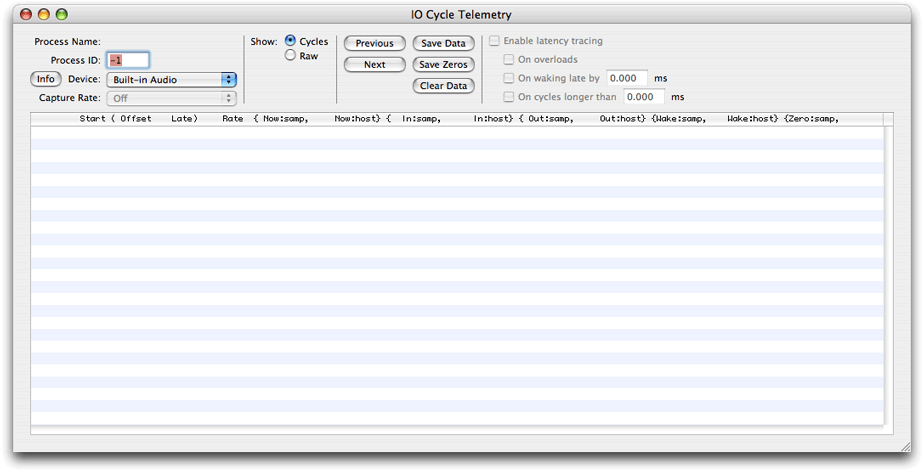 IO Cycle Telemetry
Process Name:
Process ID: -1
Info Device: Built-in Audio
Capture Rate: Off
Show: Cycles
Raw
Previous Save Data
Next Save Zeros
Clear Data
Enable latency tracing
On overloads
On waking late by 0.000 ms
On cycles longer than 0.000 ms
Start ( Offset Late) Rate { Now:samp, Now:host} { In:samp, In:host} { Out:samp, Out:host} {Wake:samp, Wake:host} {Zero:samp,